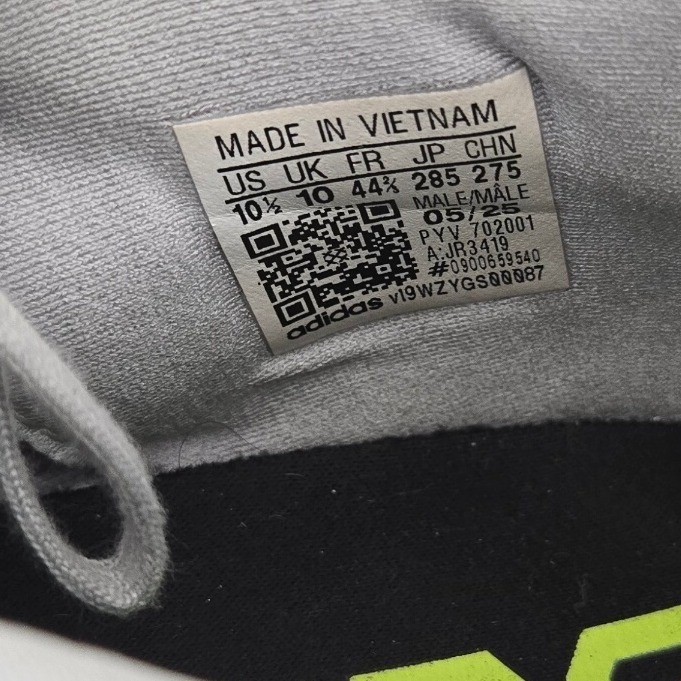 MADE IN VIETNAM
US UK FR JP CHN
10½ 10 44⅔ 285 275
MALE/MÂLE
05/25
PYV 702001
A:JR3419
#0900659540
adidas v19WZYGS00087